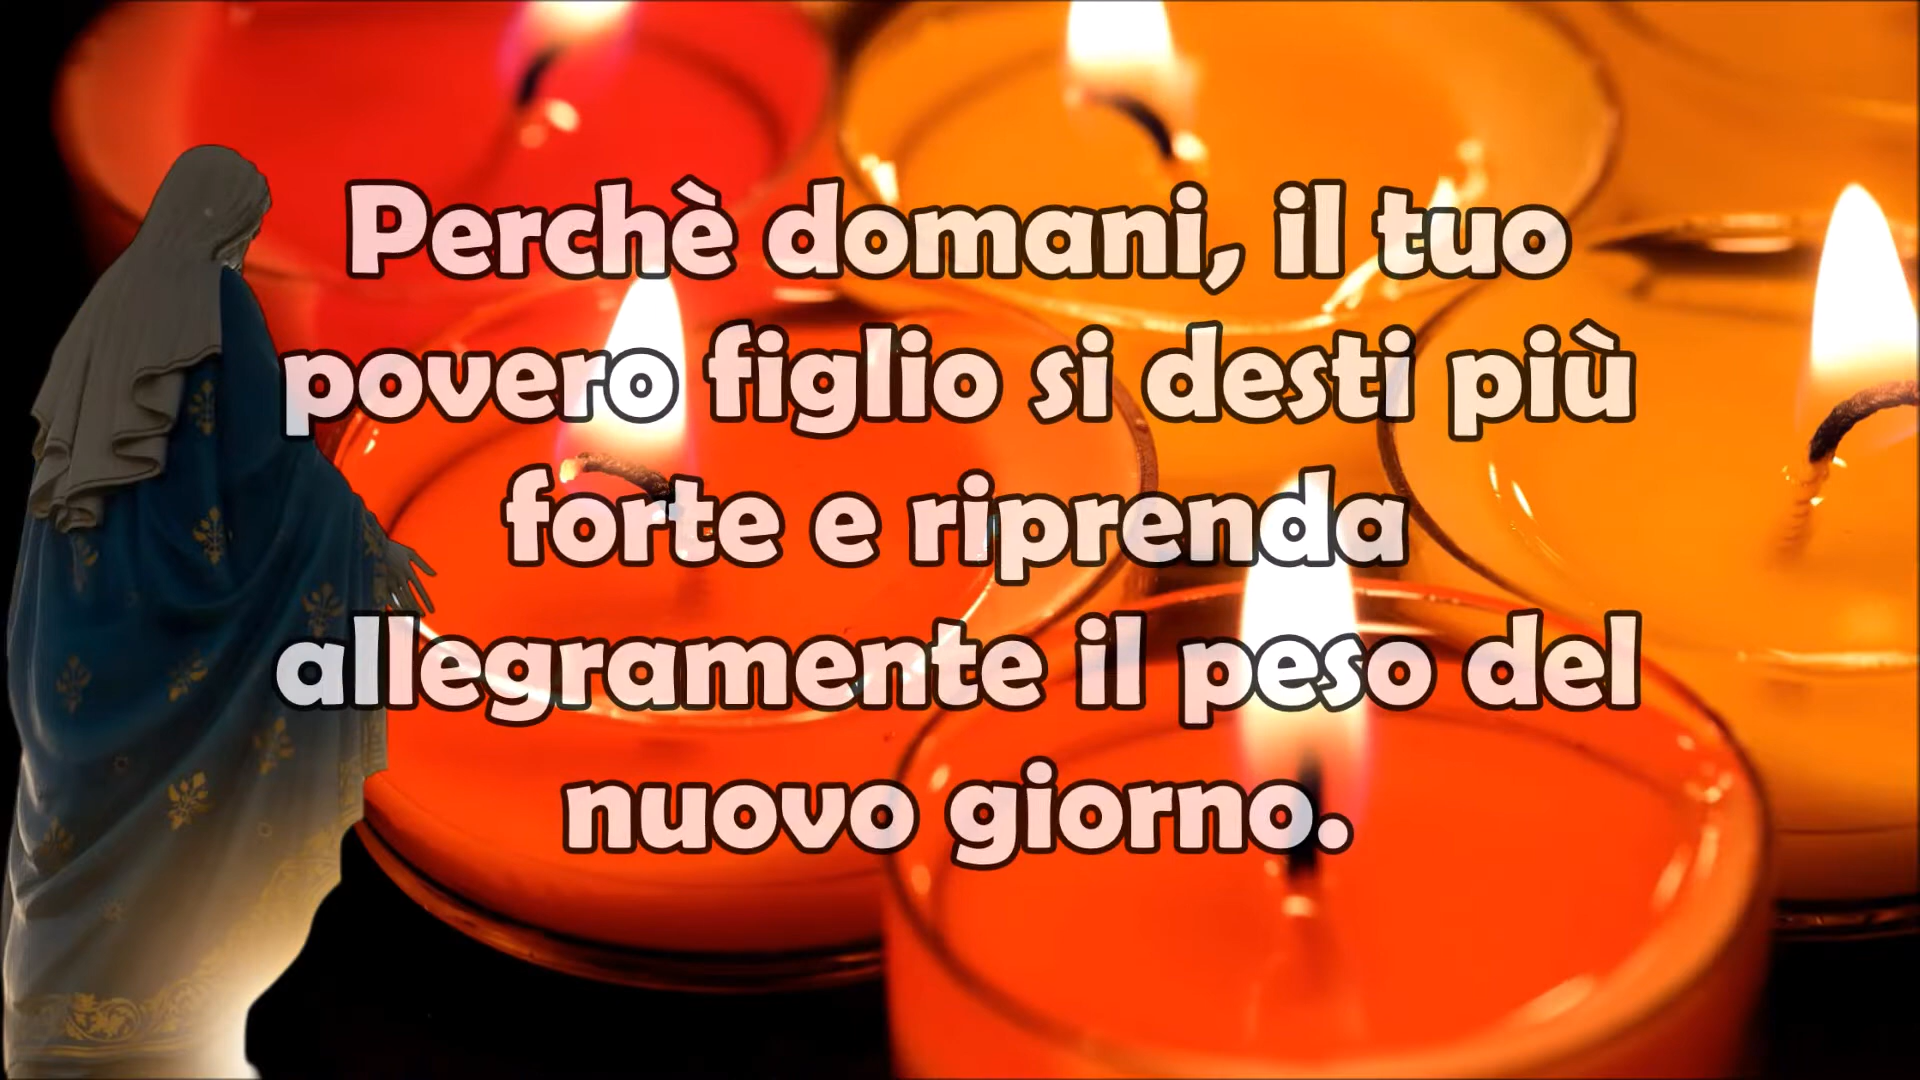 Perchè domani, il tuo
povero figlio si desti più
forte e riprenda
allegramente il peso del
nuovo giorno.